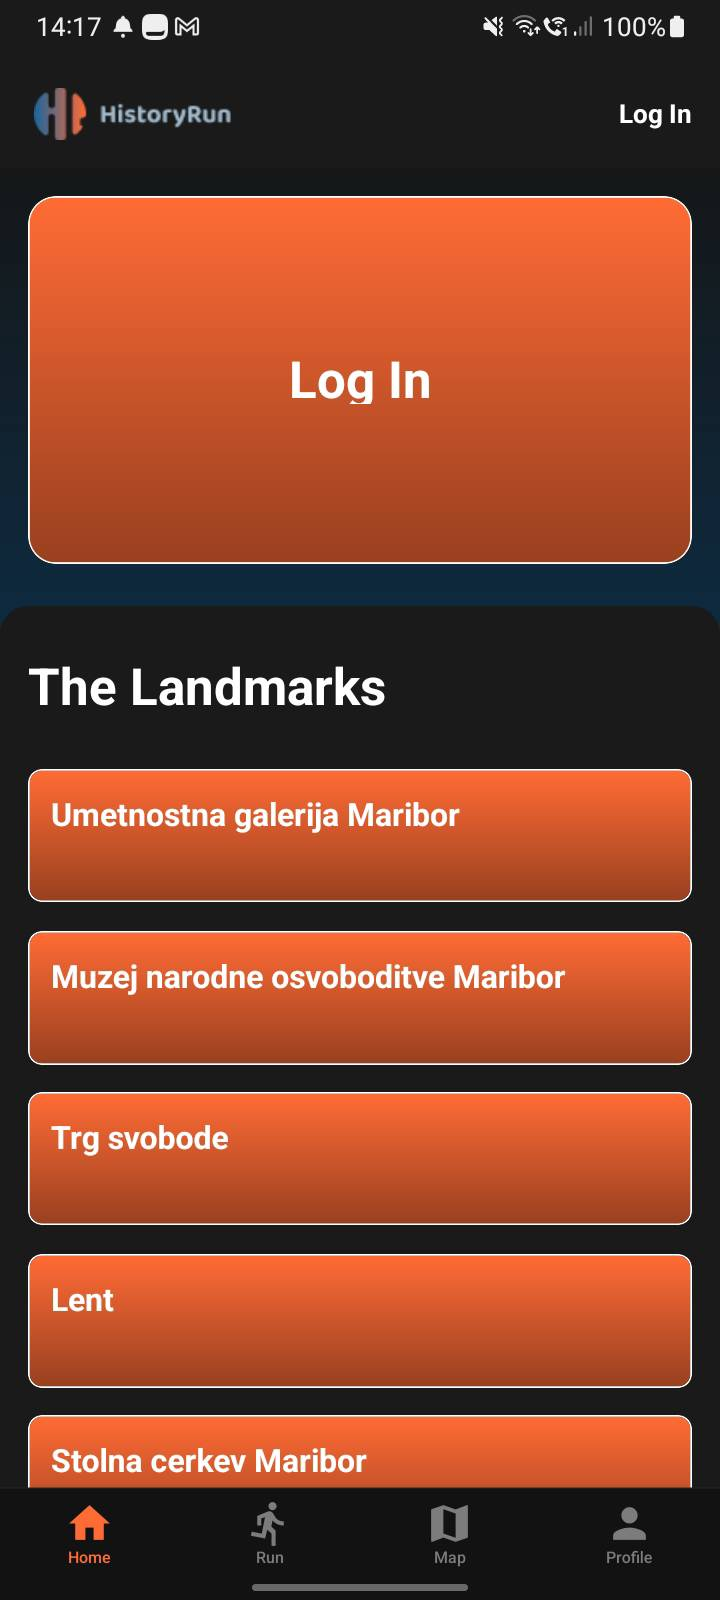 14:17
1
100%
HistoryRun
Log In
Log In
The Landmarks
Umetnostna galerija Maribor
Muzej narodne osvoboditve Maribor
Trg svobode
Lent
Stolna cerkev Maribor
Home
Run
Map
Profile